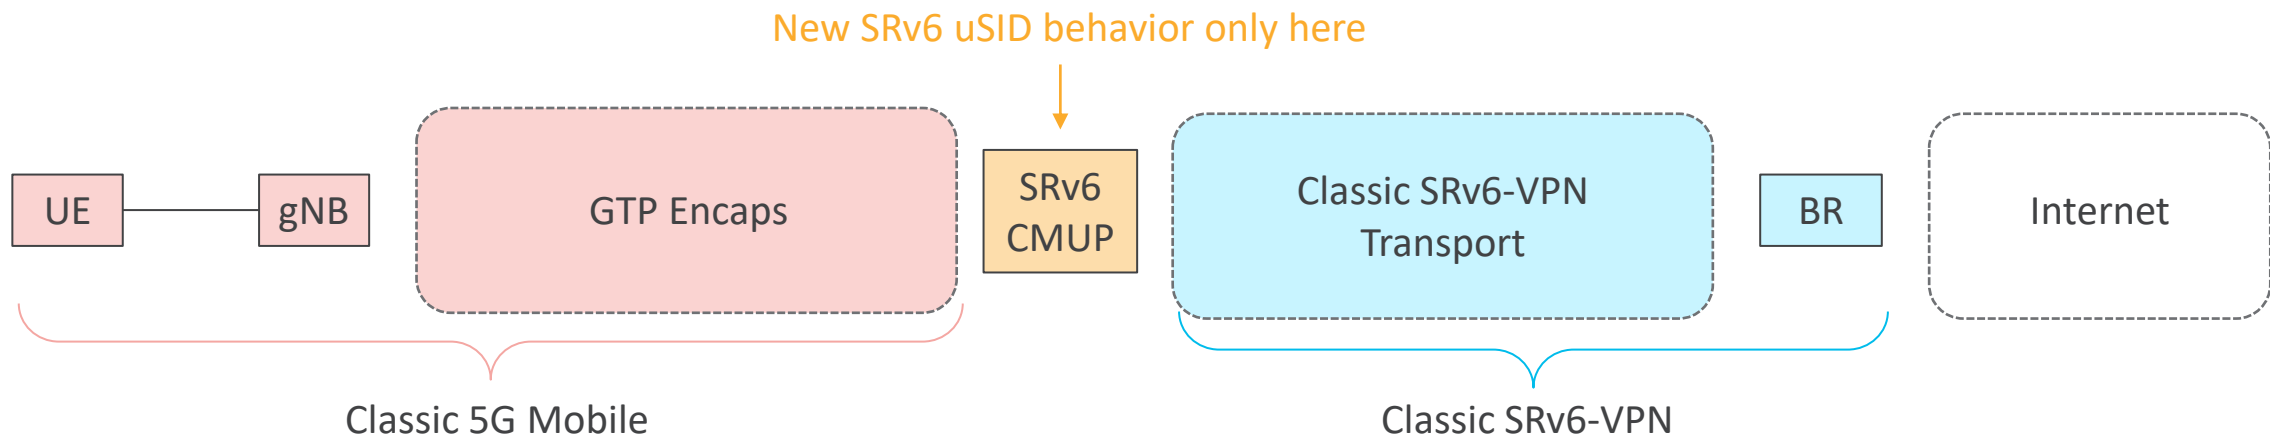 New SRv6 uSID behavior only here
UE
gNB
GTP Encaps
SRv6
CMUP
Classic SRv6-VPN
Transport
BR
Internet
Classic 5G Mobile
Classic SRv6-VPN